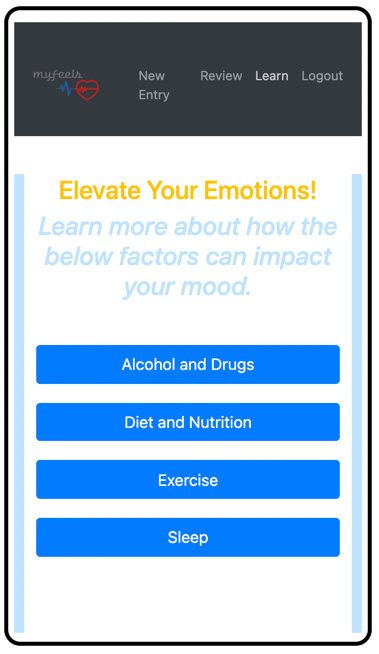 myfeels
New Review Learn Logout
Entry
Elevate Your Emotions!
Learn more about how the
below factors can impact
your mood.
Alcohol and Drugs
Diet and Nutrition
Exercise
Sleep